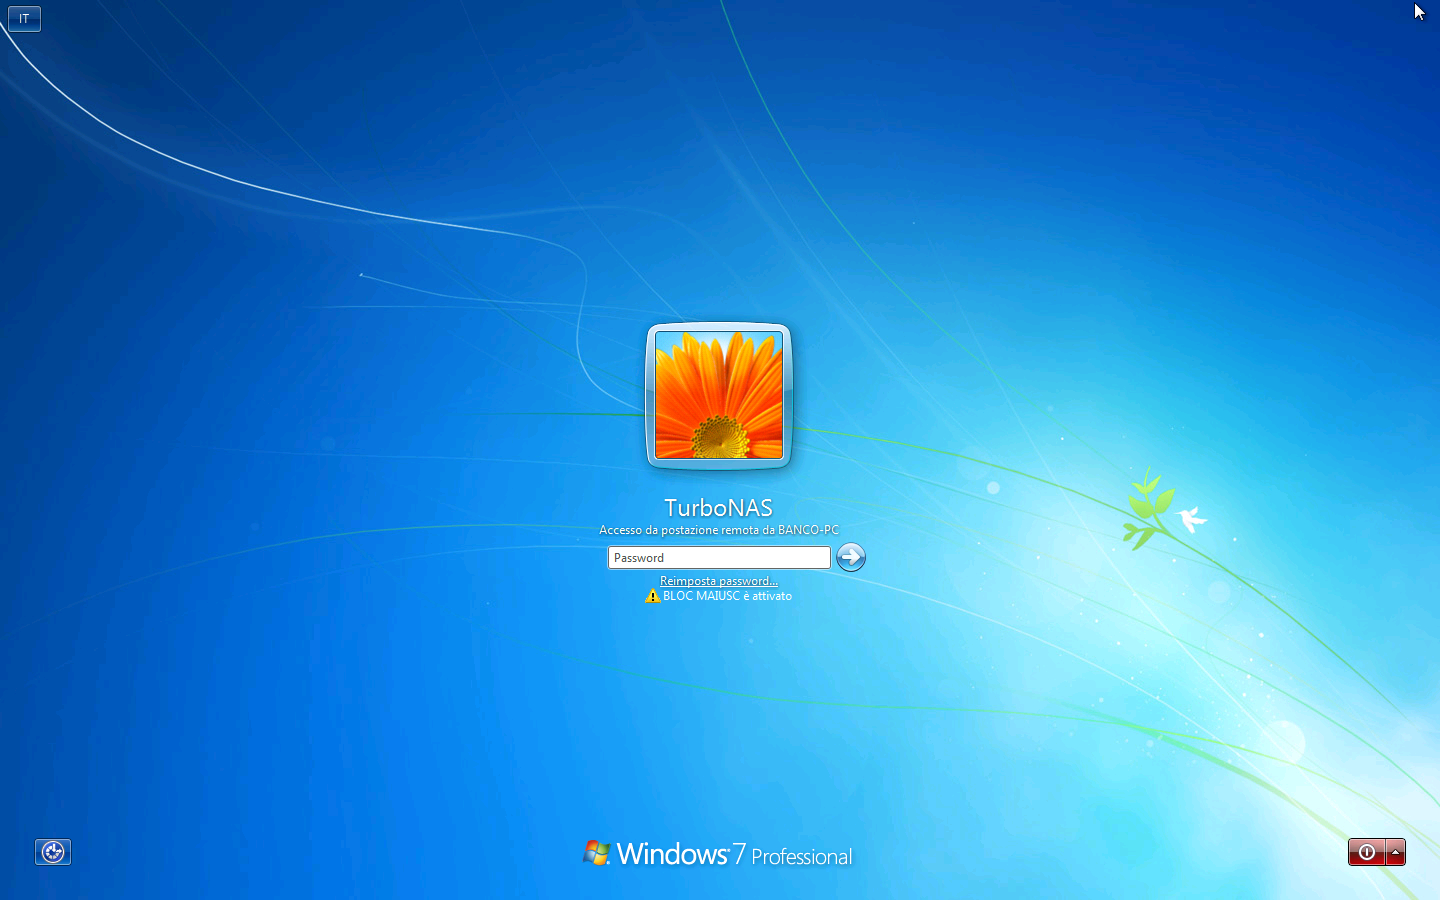 IT
TurboNAS
Accesso da postazione remota da BANCO-PC
Password
Reimposta password...
BLOC MAIUSC è attivato
Windows 7 Professional